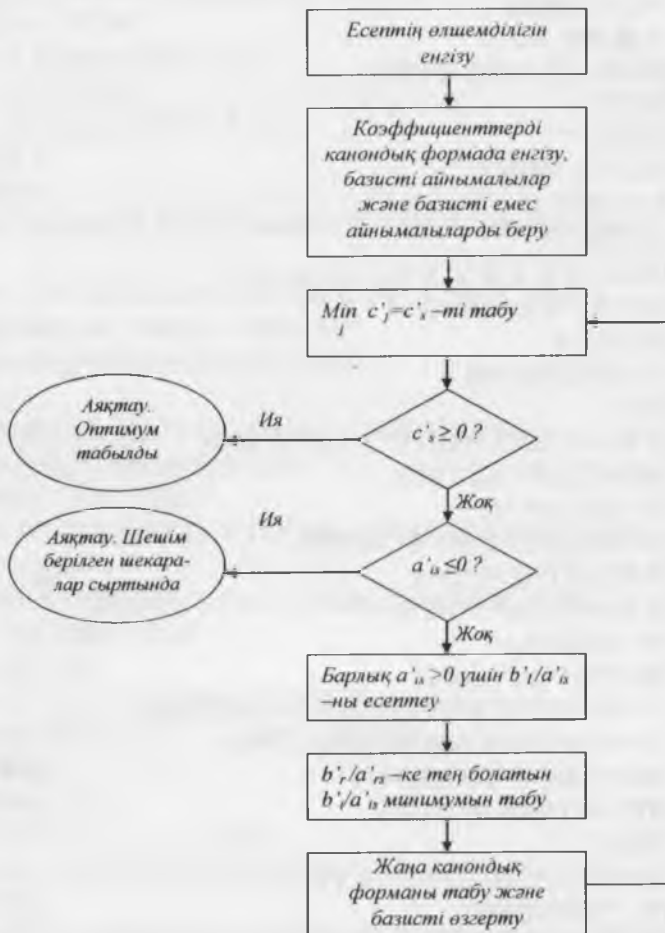 Есептің өлшемділігін
енгізу
Коэффициенттерді
канондық формада енгізу,
базисті айнымалылар
және базисті емес
айнымалыларды беру
Min c'j=c's –ті табу
j
Аяқтау.
Оптимум
табылды
Ия
c's ≥ 0 ?
Жоқ
Аяқтау. Шешім
берілген шекара-
лар сыртында
Ия
a'is ≤0 ?
Жоқ
Барлық a'is >0 үшін b'i/a'is
–ны есептеу
b'r/a'rs –ке тең болатын
b'i/a'is минимумын табу
Жаңа канондық
форманы табу және
базисті өзгерту